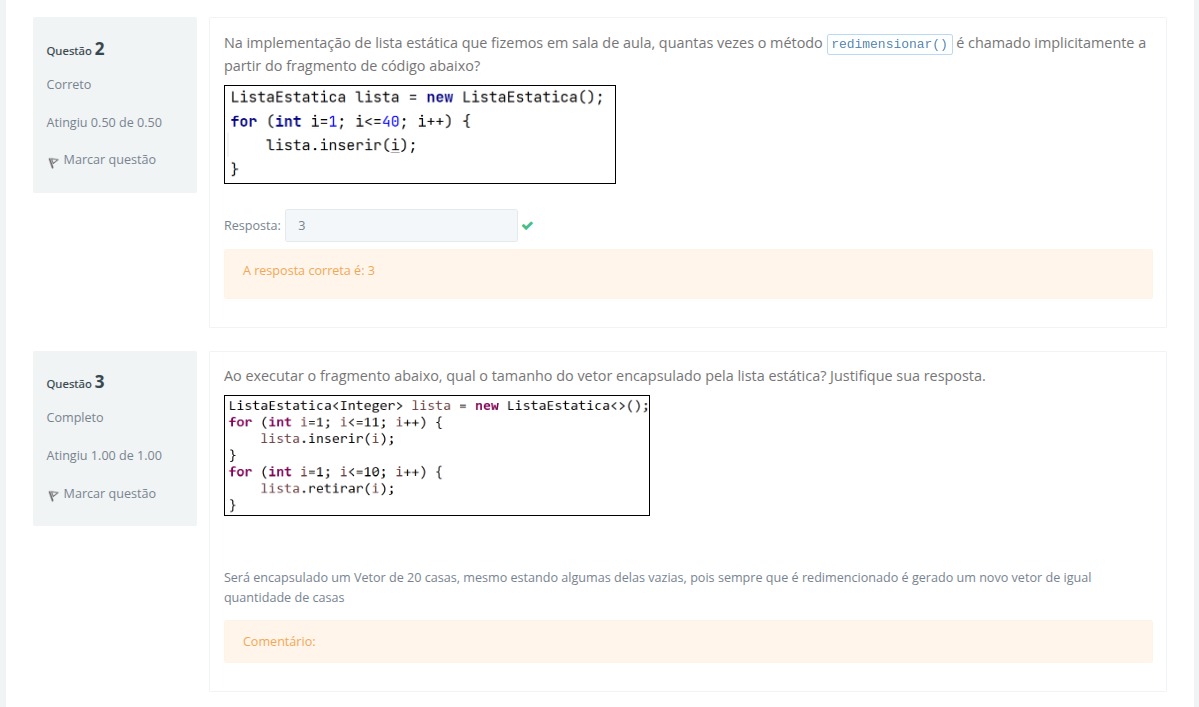 Questão 2
Correto
Atingiu 0.50 de 0.50
Marcar questão
Na implementação de lista estática que fizemos em sala de aula, quantas vezes o método redimensionar() é chamado implicitamente a
partir do fragmento de código abaixo?
ListaEstatica lista = new ListaEstatica();
for (int i=1; i<=40; i++) {
    lista.inserir(i);
}
Resposta: 3
A resposta correta é: 3
Questão 3
Completo
Atingiu 1.00 de 1.00
Marcar questão
Ao executar o fragmento abaixo, qual o tamanho do vetor encapsulado pela lista estática? Justifique sua resposta.
ListaEstatica<Integer> lista = new ListaEstatica<>();
for (int i=1; i<=11; i++) {
    lista.inserir(i);
}
for (int i=1; i<=10; i++) {
    lista.retirar(i);
}
Será encapsulado um Vetor de 20 casas, mesmo estando algumas delas vazias, pois sempre que é redimencionado é gerado um novo vetor de igual
quantidade de casas
Comentário: